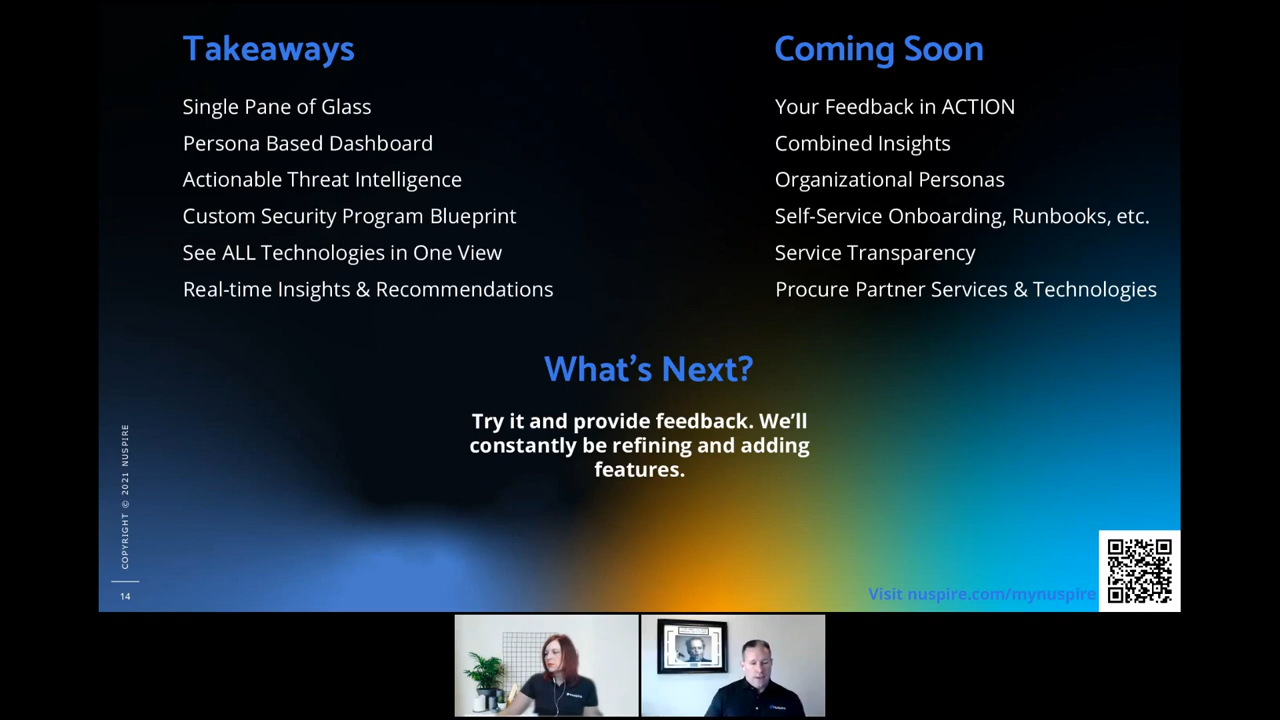 Takeaways
Single Pane of Glass
Persona Based Dashboard
Actionable Threat Intelligence
Custom Security Program Blueprint
See ALL Technologies in One View
Real-time Insights & Recommendations
Coming Soon
Your Feedback in ACTION
Combined Insights
Organizational Personas
Self-Service Onboarding, Runbooks, etc.
Service Transparency
Procure Partner Services & Technologies
What’s Next?
Try it and provide feedback. We’ll
constantly be refining and adding
features.
COPYRIGHT © 2021 NUSPIRE
14
Visit nuspire.com/mynuspire